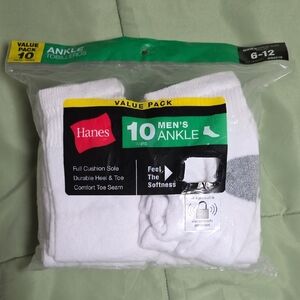 VALUE
PACK
10
ANKLE
TOBILLERAS
6-12
VALUE PACK
Hanes
10 MEN'S
ANKLE
Full Cushion Sole
Durable Heel & Toe
Comfort Toe Seam
Feel
The
Softness